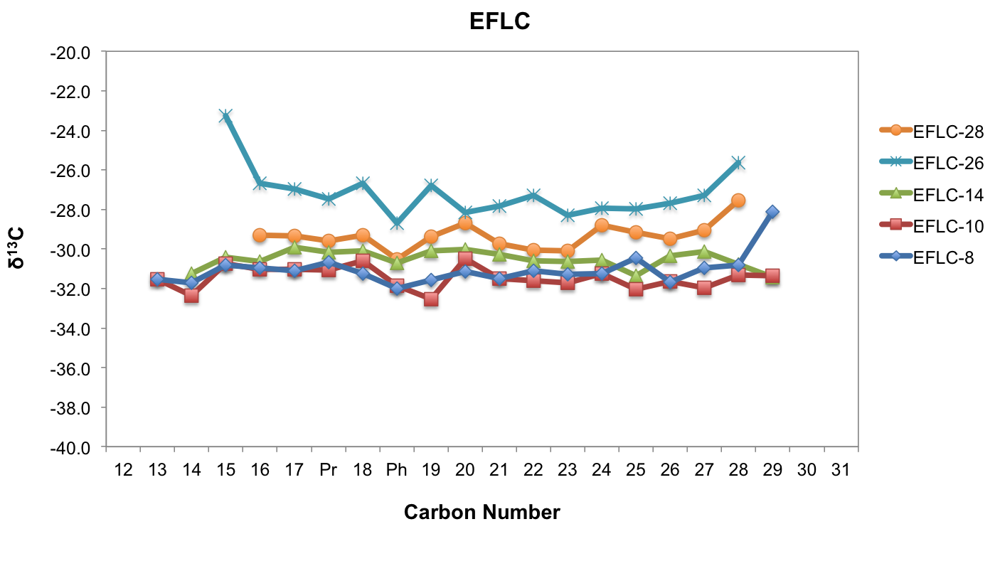 EFLC
-20.0
-22.0
-24.0
-26.0
-28.0
-30.0
-32.0
-34.0
-36.0
-38.0
-40.0
δ¹³C
12 13 14 15 16 17 Pr 18 Ph 19 20 21 22 23 24 25 26 27 28 29 30 31
Carbon Number
EFLC-28
EFLC-26
EFLC-14
EFLC-10
EFLC-8